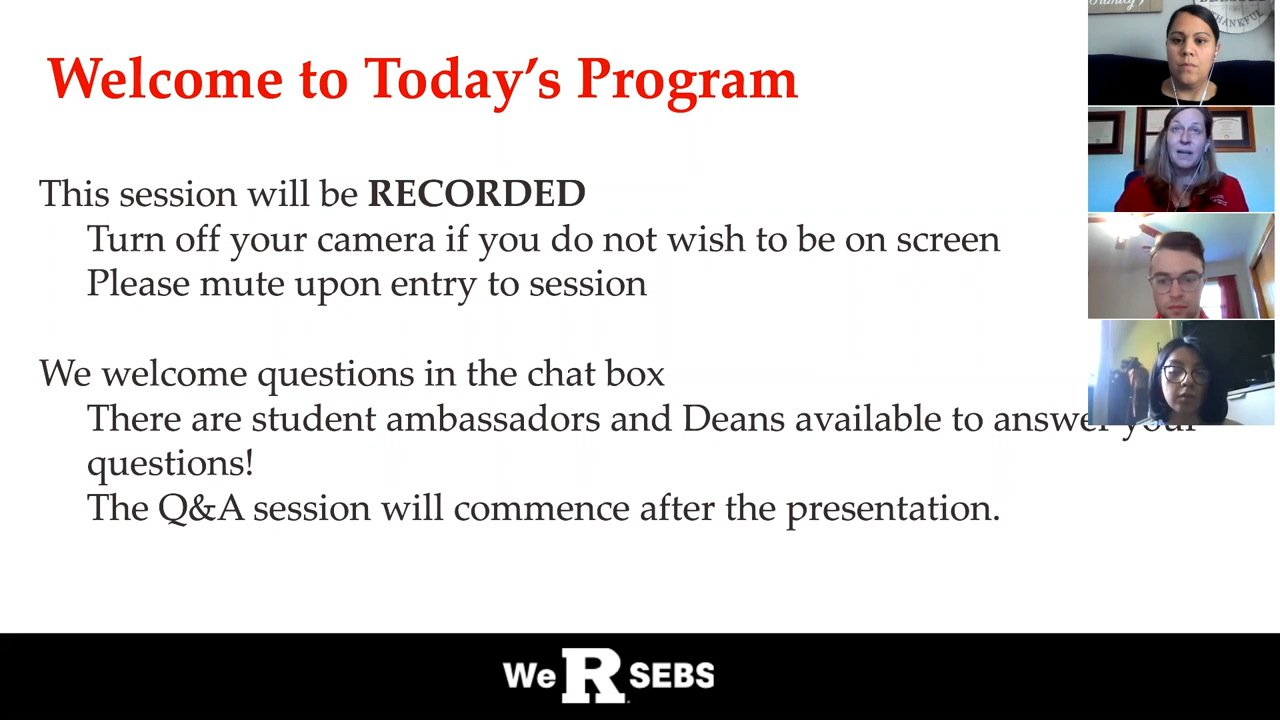 Welcome to Today's Program
This session will be RECORDED
Turn off your camera if you do not wish to be on screen
Please mute upon entry to session
We welcome questions in the chat box
There are student ambassadors and Deans available to answer your
questions!
The Q&A session will commence after the presentation.
We R SEBS
THANKFUL